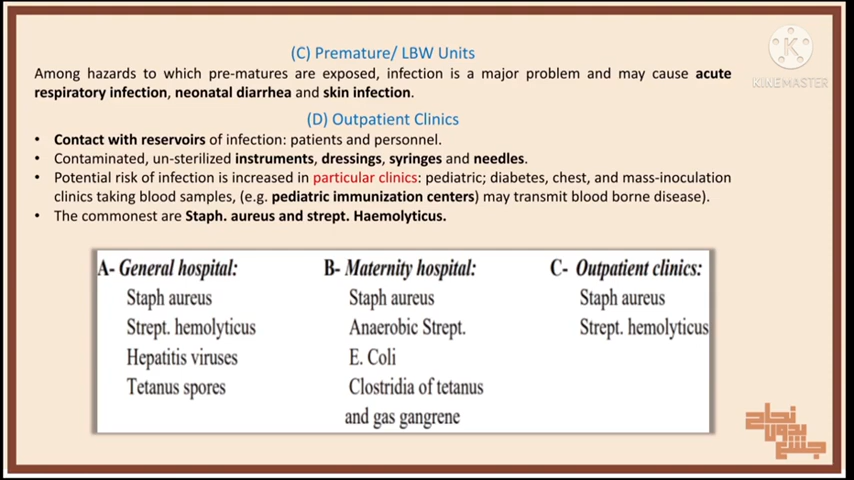 (C) Premature/ LBW Units
Among hazards to which pre-matures are exposed, infection is a major problem and may cause acute
respiratory infection, neonatal diarrhea and skin infection.
(D) Outpatient Clinics
• Contact with reservoirs of infection: patients and personnel.
• Contaminated, un-sterilized instruments, dressings, syringes and needles.
• Potential risk of infection is increased in particular clinics: pediatric; diabetes, chest, and mass-inoculation
clinics taking blood samples, (e.g. pediatric immunization centers) may transmit blood borne disease).
• The commonest are Staph. aureus and strept. Haemolyticus.
A- General hospital:
Staph aureus
Strept. hemolyticus
Hepatitis viruses
Tetanus spores
B- Maternity hospital:
Staph aureus
Anaerobic Strept.
E. Coli
Clostridia of tetanus
and gas gangrene
C- Outpatient clinics:
Staph aureus
Strept. hemolyticus
K
KINEMASTER
نجاح
بدون
جشع